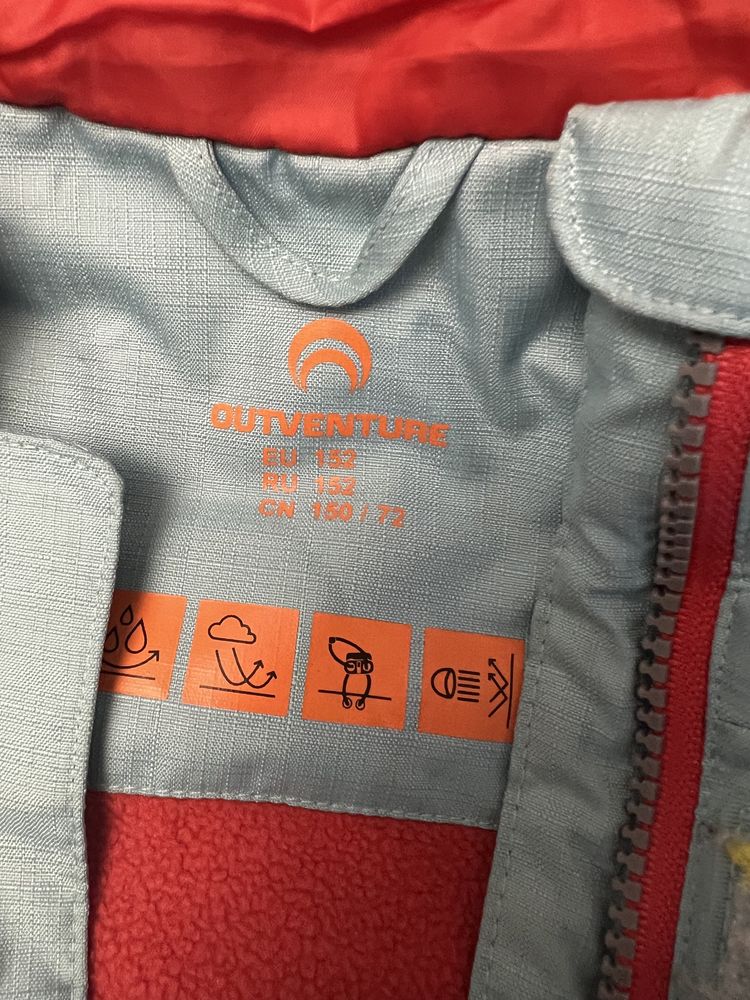 OUTVENTURE
EU 152
RU 152
CN 150 / 72